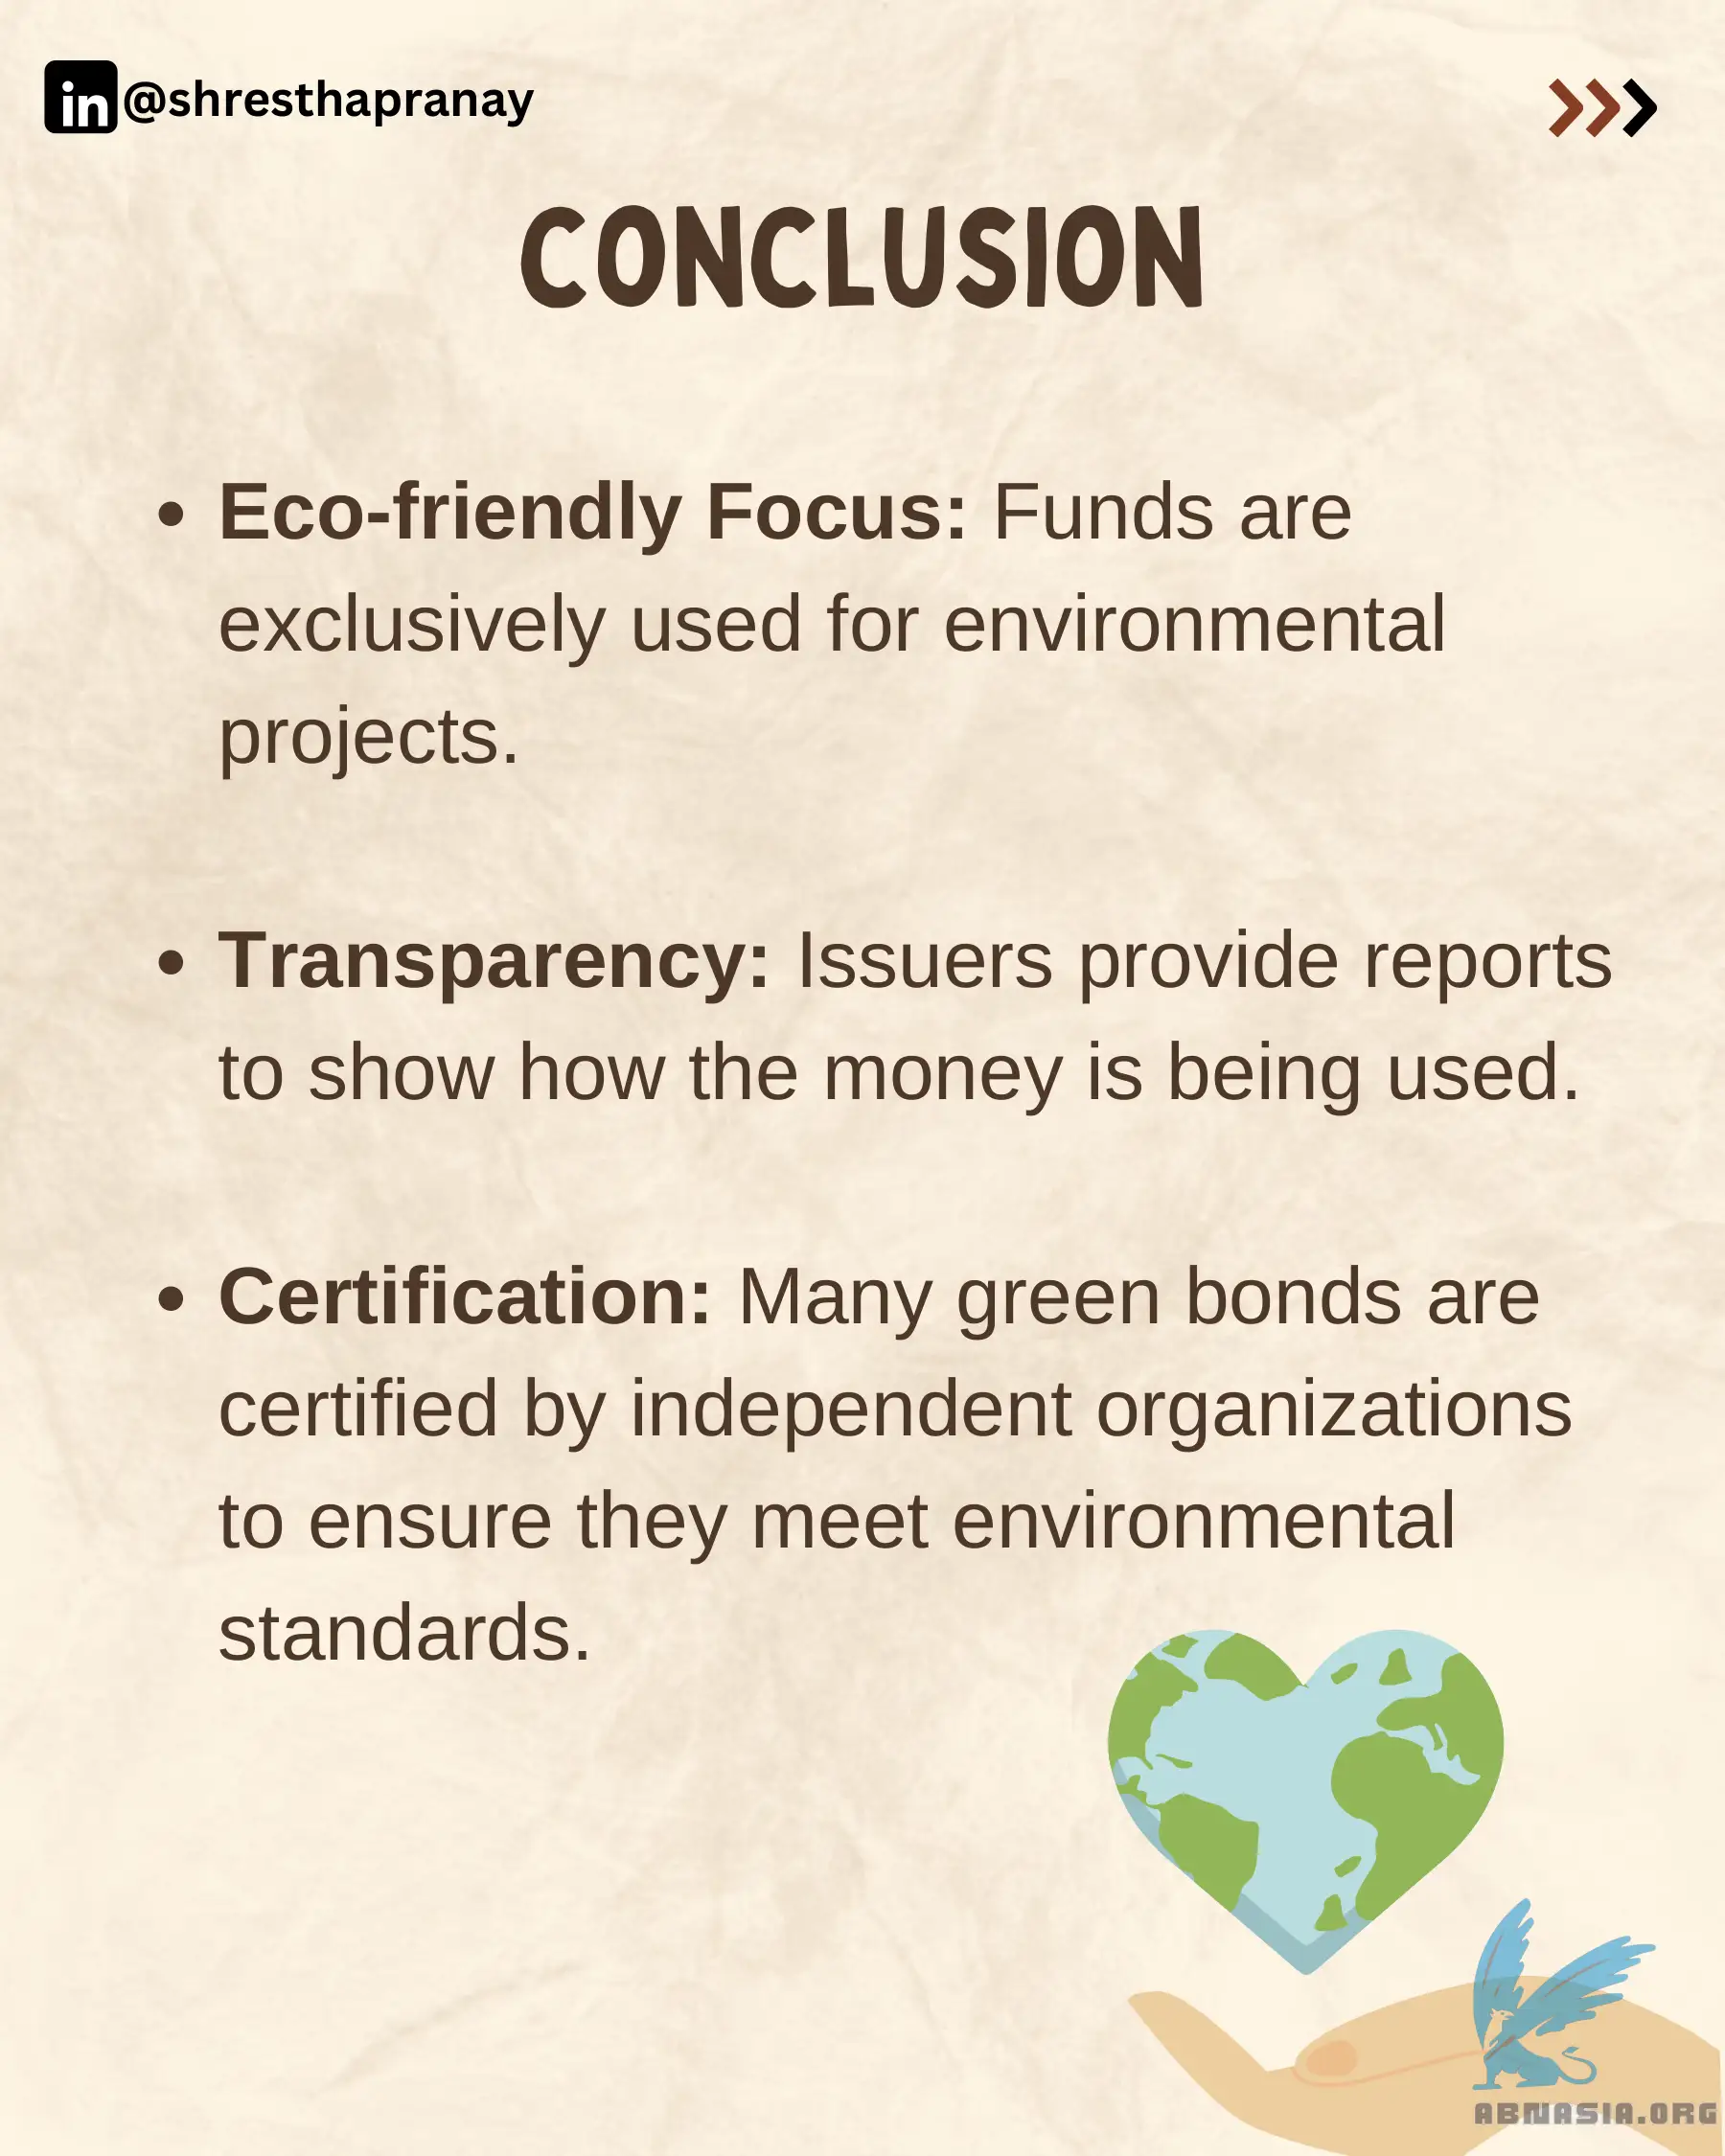 in @shresthapranay
CONCLUSION
• Eco-friendly Focus: Funds are
exclusively used for environmental
projects.
• Transparency: Issuers provide reports
to show how the money is being used.
• Certification: Many green bonds are
certified by independent organizations
to ensure they meet environmental
standards.
ABNASIA.ORG